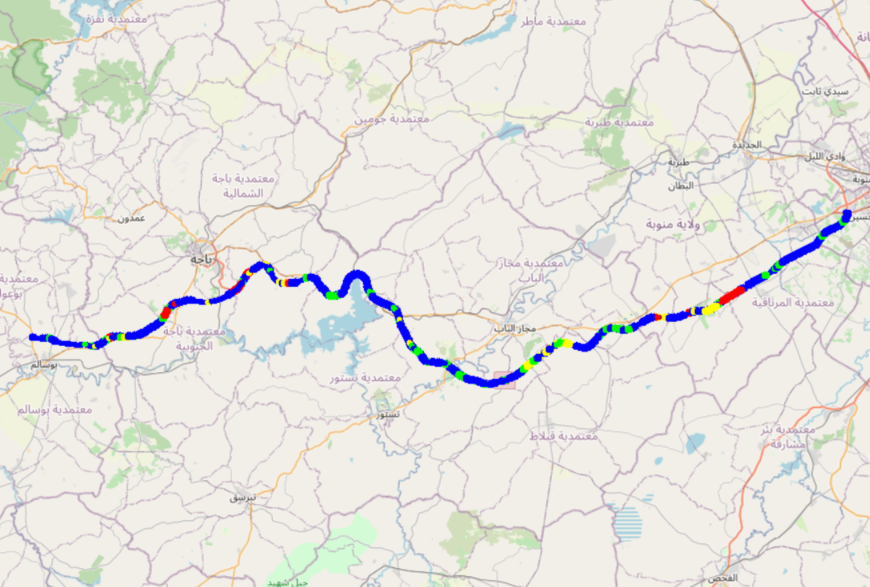 معتمدية نفزة
معتمدية ماطر
سيدي ثابت
معتمدية جومين
معتمدية طبربة
الجديدة
وادي الليل
طبربة
البطان
معتمدية باجة
الشمالية
عمدون
ولاية منوبة
باجة
معتمدية مجاز
الباب
معتمدية المرناقية
مجاز الباب
معتمدية باجة
الجنوبية
بوسالم
معتمدية تستور
معتمدية بوسالم
تستور
معتمدية قبلاط
معتمدية بئر
مشارقة
تبرسق
الفحص
جبل شهيد